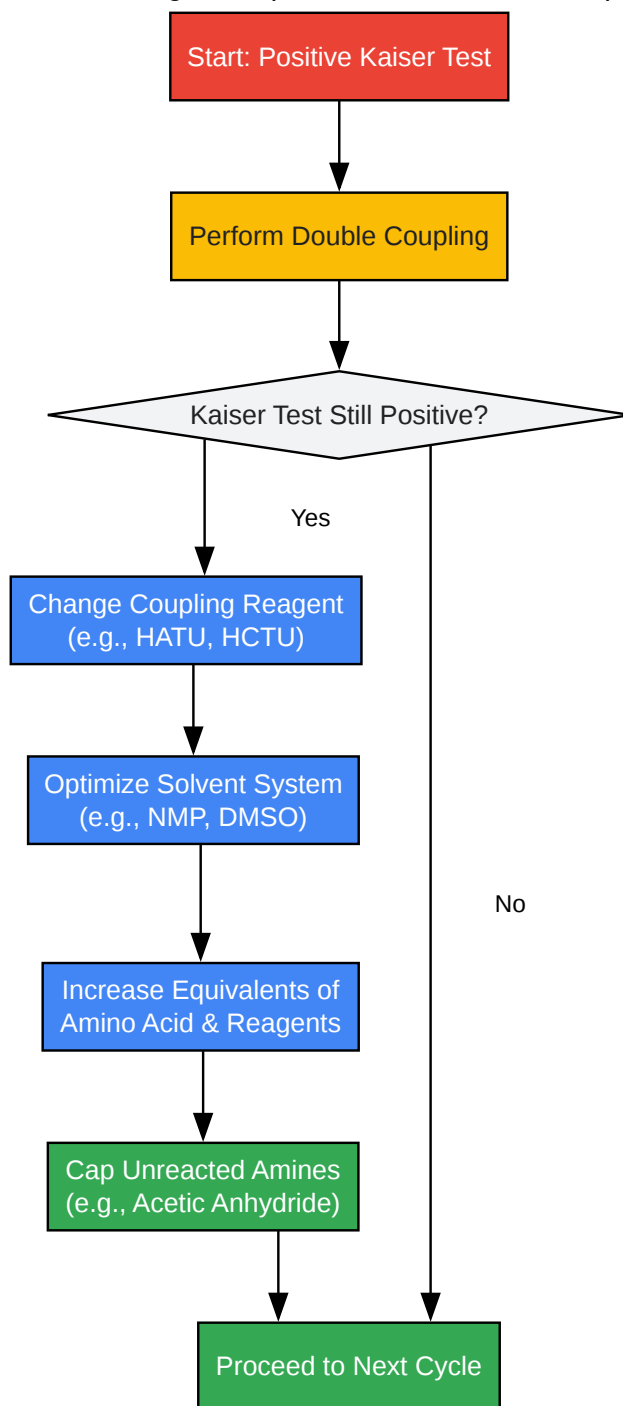 Start: Positive Kaiser Test
Perform Double Coupling
Kaiser Test Still Positive?
Yes
Change Coupling Reagent
(e.g., HATU, HCTU)
Optimize Solvent System
(e.g., NMP, DMSO)
No
Increase Equivalents of
Amino Acid & Reagents
Cap Unreacted Amines
(e.g., Acetic Anhydride)
Proceed to Next Cycle